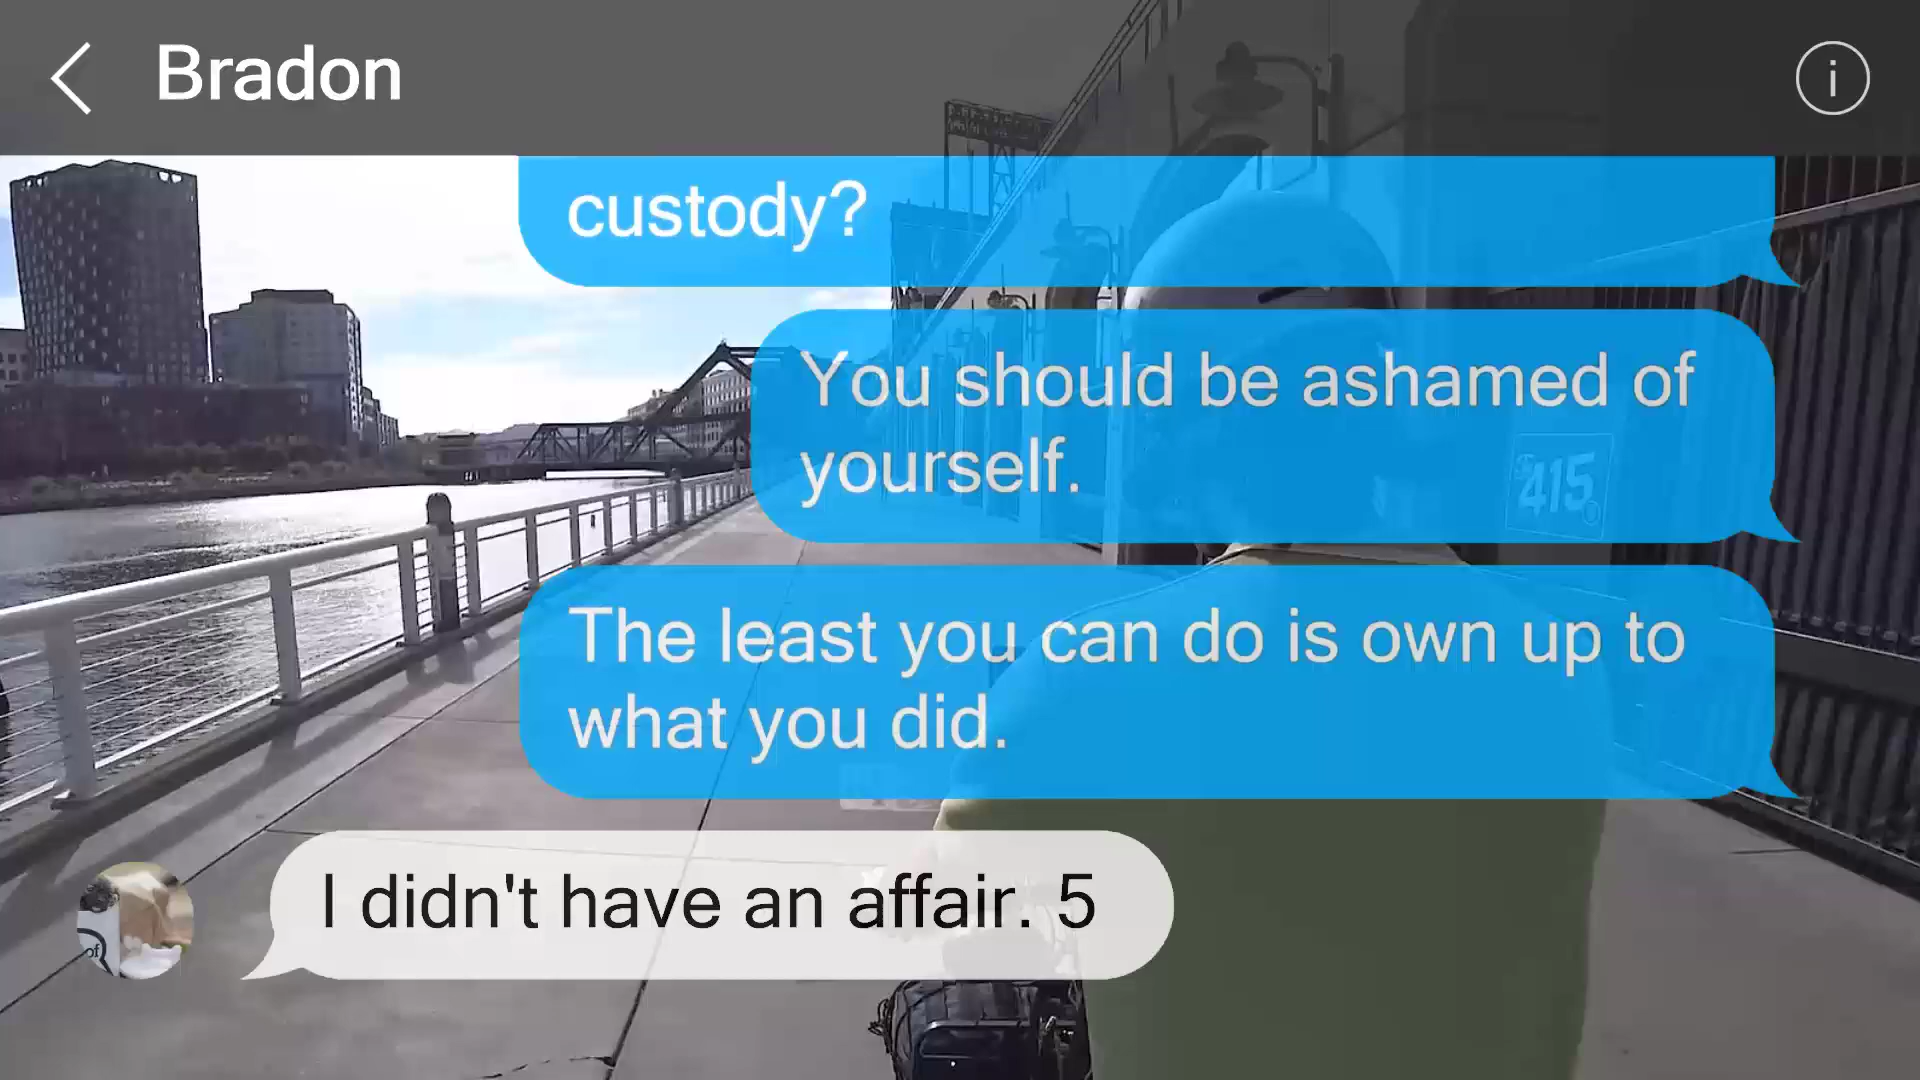 Bradon
custody?
You should be ashamed of
yourself.
415
The least you can do is own up to
what you did.
I didn't have an affair. 5
of